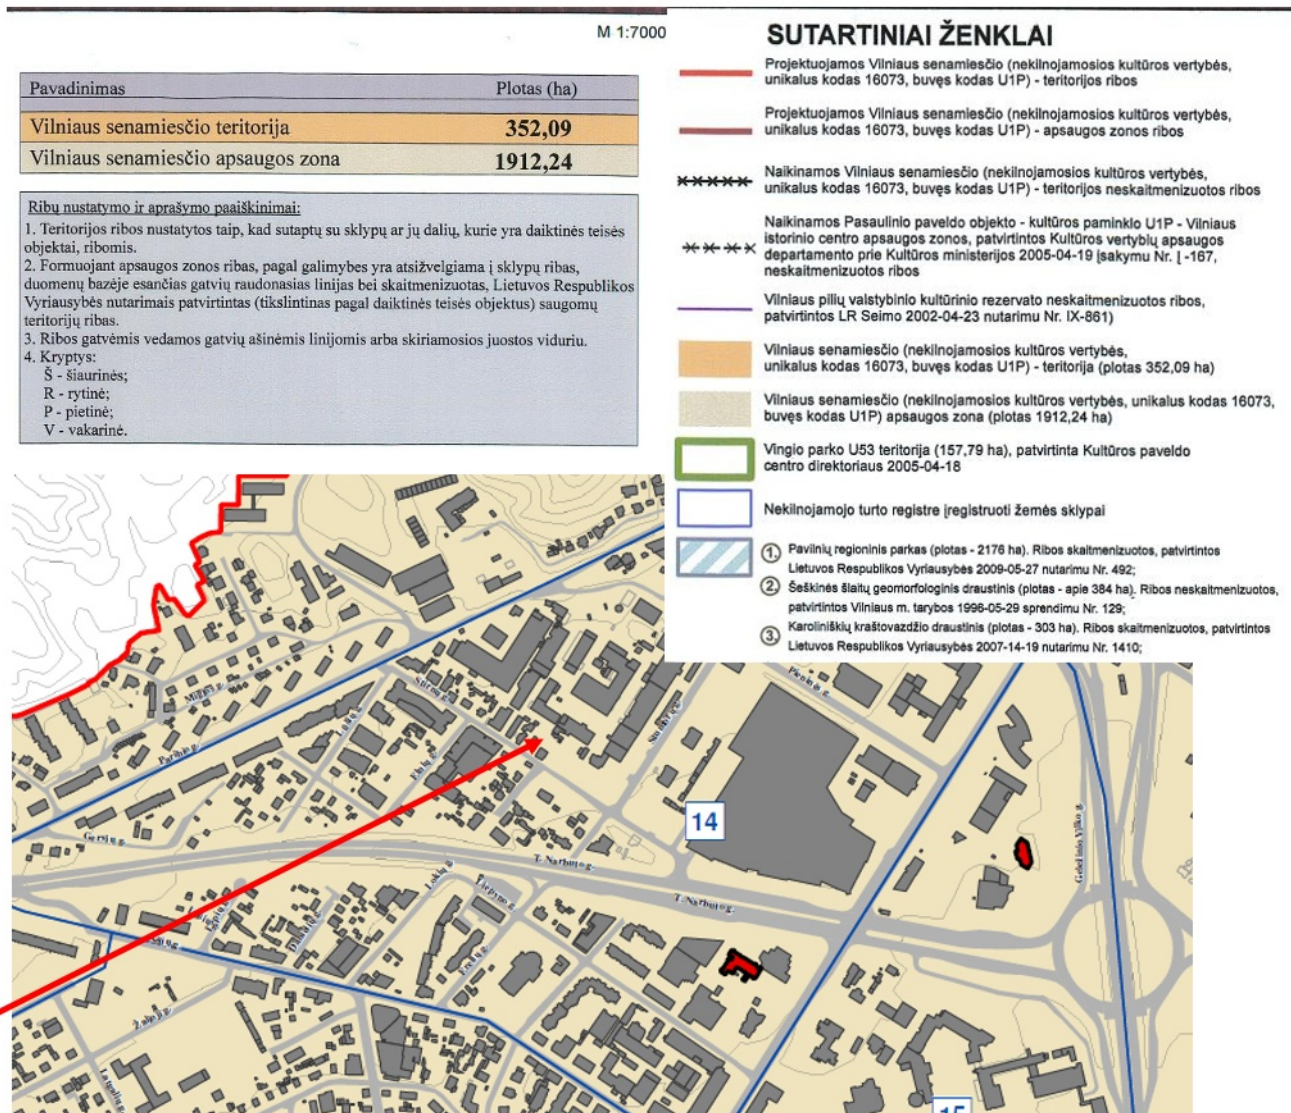 M 1:7000
Pavadinimas Plotas (ha)
Vilniaus senamiesčio teritorija 352,09
Vilniaus senamiesčio apsaugos zona 1912,24
Ribų nustatymo ir aprašymo paaiškinimai:
1. Teritorijos ribos nustatytos taip, kad sutaptų su sklypų ar jų dalių, kurie yra daiktinės teisės
objektai, ribomis.
2. Formuojant apsaugos zonos ribas, pagal galimybes yra atsižvelgiama į sklypų ribas,
duomenų bazėje esančias gatvių raudonasias linijas bei skaitmenizuotas, Lietuvos Respublikos
Vyriausybės nutarimais patvirtintas (tikslintinas pagal daiktinės teisės objektus) saugomų
teritorijų ribas.
3. Ribos gatvėmis vedamos gatvių ašinėmis linijomis arba skiriamosios juostos viduriu.
4. Kryptys:
Š - šiaurinės;
R - rytinė;
P - pietinė;
V - vakarinė.
SUTARTINIAI ŽENKLAI
Projektuojamos Vilniaus senamiesčio (nekilnojamosios kultūros vertybės,
unikalus kodas 16073, buvęs kodas U1P) - teritorijos ribos
Projektuojamos Vilniaus senamiesčio (nekilnojamosios kultūros vertybės,
unikalus kodas 16073, buvęs kodas U1P) - apsaugos zonos ribos
Naikinamos Vilniaus senamiesčio (nekilnojamosios kultūros vertybės,
unikalus kodas 16073, buvęs kodas U1P) - teritorijos neskaitmenizuotos ribos
Naikinamos Pasaulinio paveldo objekto - kultūros paminklo U1P - Vilniaus
istorinio centro apsaugos zonos, patvirtintos Kultūros vertybių apsaugos
departamento prie Kultūros ministerijos 2005-04-19 įsakymu Nr. Į -167,
neskaitmenizuotos ribos
Vilniaus pilių valstybinio kultūrinio rezervato neskaitmenizuotos ribos,
patvirtintos LR Seimo 2002-04-23 nutarimu Nr. IX-861)
Vilniaus senamiesčio (nekilnojamosios kultūros vertybės,
unikalus kodas 16073, buvęs kodas U1P) - teritorija (plotas 352,09 ha)
Vilniaus senamiesčio (nekilnojamosios kultūros vertybės, unikalus kodas 16073,
buvęs kodas U1P) apsaugos zona (plotas 1912,24 ha)
Vingio parko U53 teritorija (157,79 ha), patvirtinta Kultūros paveldo
centro direktoriaus 2005-04-18
Nekilnojamojo turto registre įregistruoti žemės sklypai
1. Pavilnių regioninis parkas (plotas - 2176 ha). Ribos skaitmenizuotos, patvirtintos
Lietuvos Respublikos Vyriausybės 2009-05-27 nutarimu Nr. 492;
2. Šeškinės šlaitų geomorfologinis draustinis (plotas - apie 384 ha). Ribos neskaitmenizuotos,
patvirtintos Vilniaus m. tarybos 1996-05-29 sprendimu Nr. 129;
3. Karoliniškių kraštovazdžio draustinis (plotas - 303 ha). Ribos skaitmenizuotos, patvirtintos
Lietuvos Respublikos Vyriausybės 2007-14-19 nutarimu Nr. 1410;
Miglos g.
Stirnų g.
Elnių g.
Gervių g.
Lokių g.
T. Narbuto g.
T. Narbuto g.
Geležinio Vilko g.
14
15